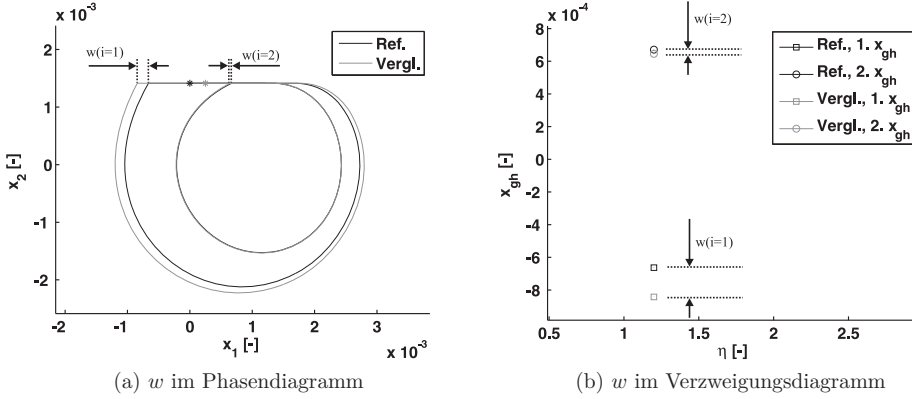 x 10⁻³
2
1
0
-1
-2
x₂ [-]
w(i=1)
w(i=2)
Ref.
Vergl.
-2
-1
0
1
2
3
x₁ [-]
x 10⁻³
(a) w im Phasendiagramm
x 10⁻⁴
8
6
4
2
0
-2
-4
-6
-8
x_gh [-]
w(i=2)
w(i=1)
Ref., 1. x_gh
Ref., 2. x_gh
Vergl., 1. x_gh
Vergl., 2. x_gh
0.5
1
1.5
2
2.5
η [-]
(b) w im Verzweigungsdiagramm